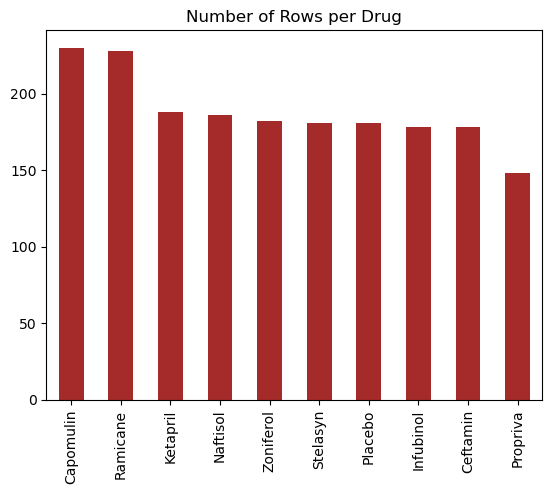 Number of Rows per Drug
200
150
100
50
0
Capomulin
Ramicane
Ketapril
Naftisol
Zoniferol
Stelasyn
Placebo
Infubinol
Ceftamin
Propriva